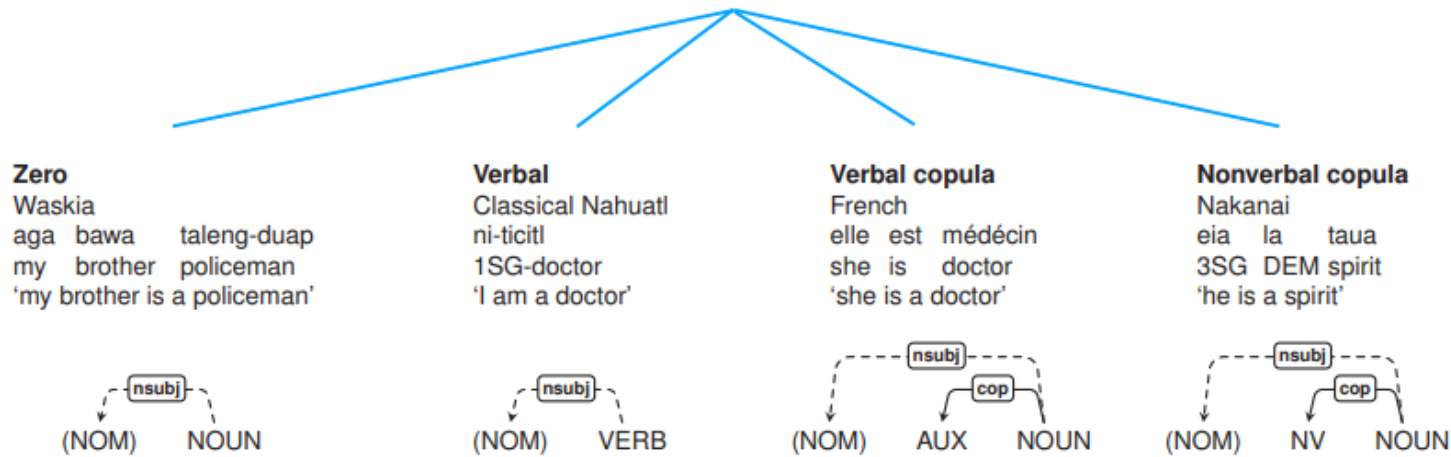 Zero
Waskia
aga bawa taleng-duap
my brother policeman
‘my brother is a policeman’
nsubj
(NOM) NOUN
Verbal
Classical Nahuatl
ni-ticitl
1SG-doctor
‘I am a doctor’
nsubj
(NOM) VERB
Verbal copula
French
elle est médécin
she is doctor
‘she is a doctor’
nsubj
cop
(NOM) AUX NOUN
Nonverbal copula
Nakanai
eia la taua
3SG DEM spirit
‘he is a spirit’
nsubj
cop
(NOM) NV NOUN